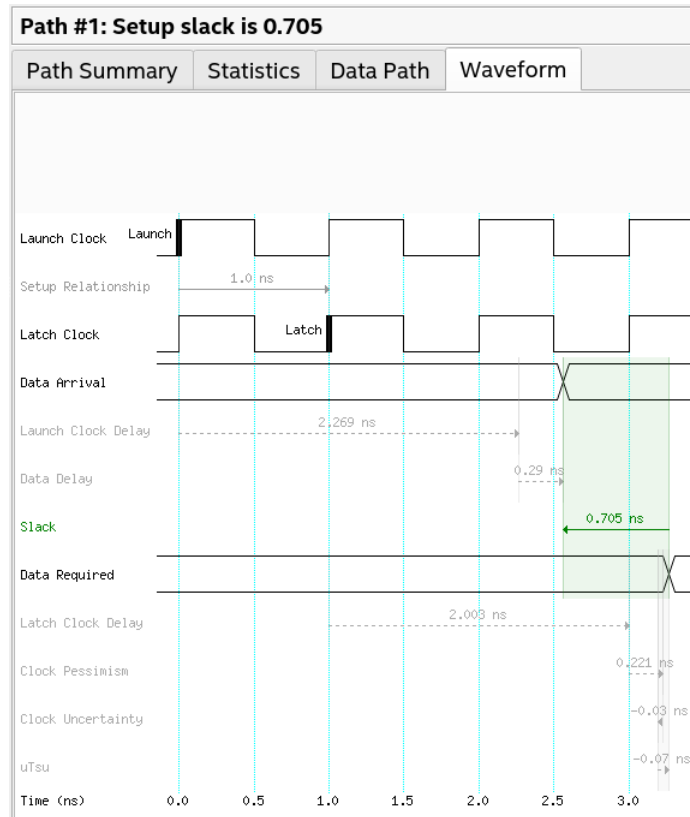 Path #1: Setup slack is 0.705
Path Summary Statistics Data Path Waveform
Launch Clock Launch
Setup Relationship 1.0 ns
Latch Clock Latch
Data Arrival
Launch Clock Delay 2.269 ns
Data Delay 0.29 ns
Slack 0.705 ns
Data Required
Latch Clock Delay 2.003 ns
Clock Pessimism 0.221 ns
Clock Uncertainty -0.03 ns
uTsu -0.07 ns
Time (ns) 0.0 0.5 1.0 1.5 2.0 2.5 3.0